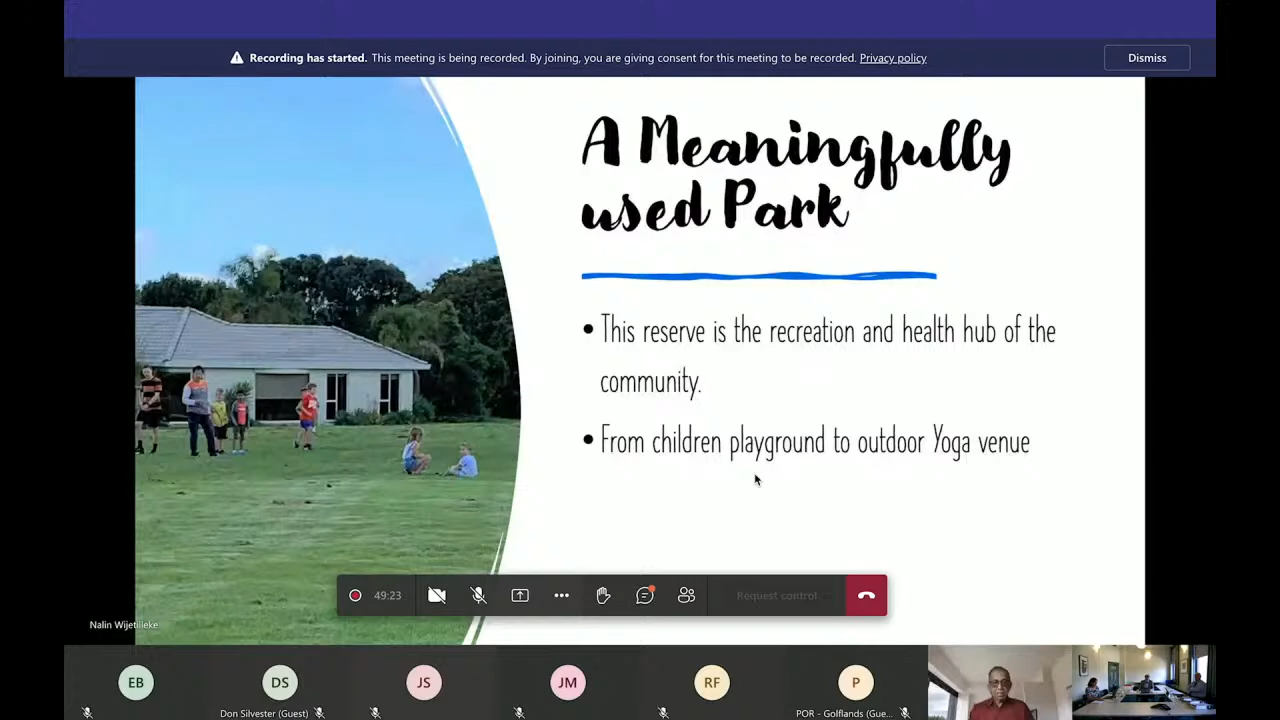 Recording has started. This meeting is being recorded. By joining, you are giving consent for this meeting to be recorded. Privacy policy
Dismiss
A Meaningfully
used Park
• This reserve is the recreation and health hub of the
community.
• From children playground to outdoor Yoga venue
49:23
Request control
Nalin Wijetilleke
EB
DS
JS
JM
RF
P
Don Silvester (Guest)
POR - Golflands (Gue...